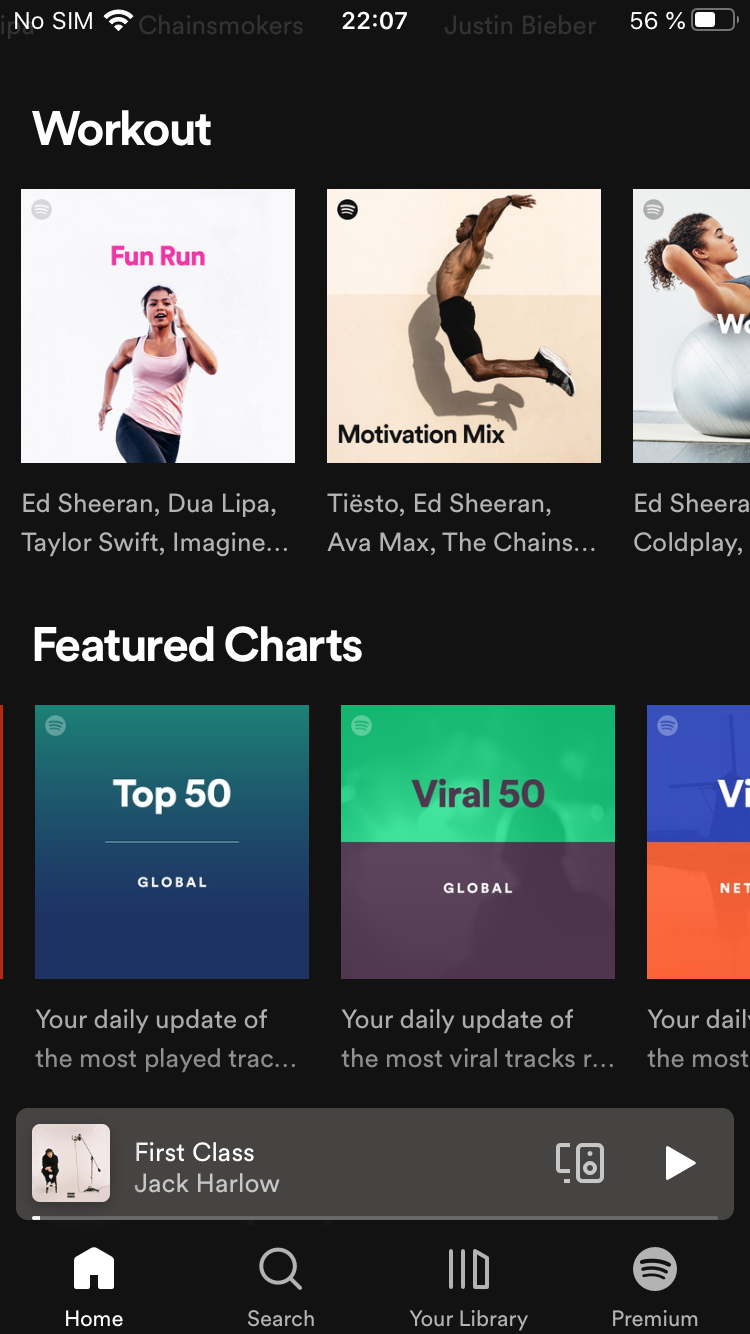 No SIM 22:07 56 %
Chainsmokers Justin Bieber
Workout
Fun Run
Motivation Mix
Ed Sheeran, Dua Lipa,
Taylor Swift, Imagine...
Tiësto, Ed Sheeran,
Ava Max, The Chains...
Ed Sheera
Coldplay,
Featured Charts
Top 50
GLOBAL
Viral 50
GLOBAL
Vi
NET
Your daily update of
the most played trac...
Your daily update of
the most viral tracks r...
Your dail
the most
First Class
Jack Harlow
Home
Search
Your Library
Premium